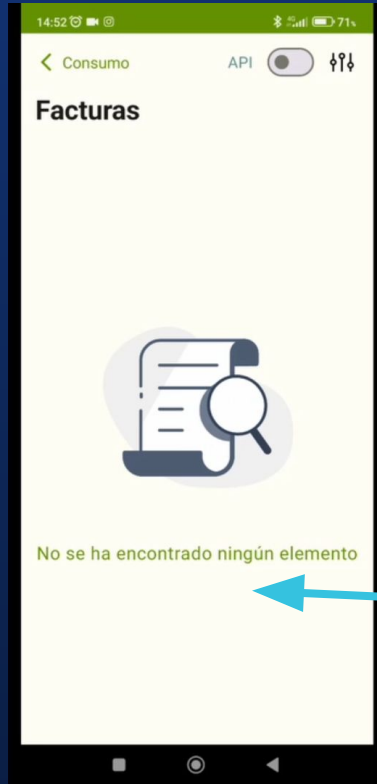 14:52
71%
Consumo
API
Facturas
No se ha encontrado ningún elemento